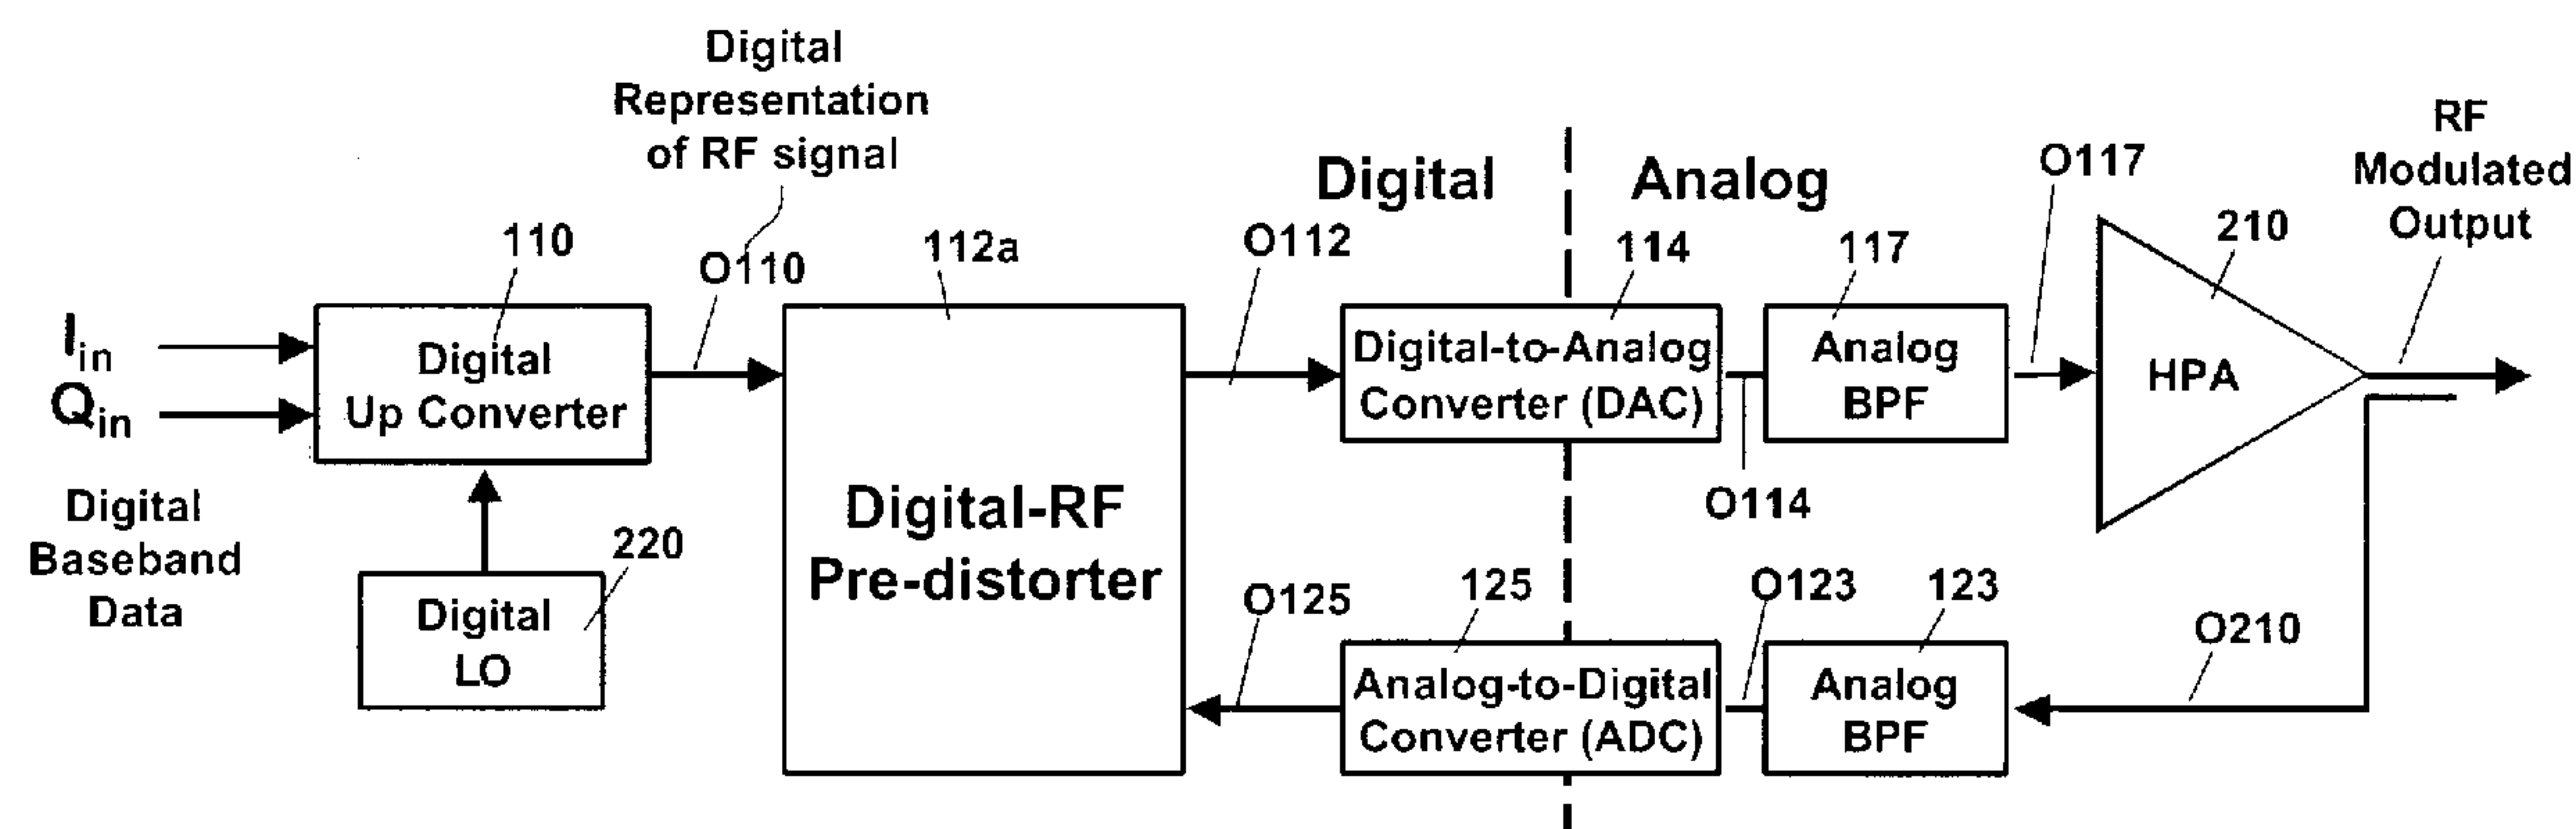 Digital
Representation
of RF signal
Digital
Analog
RF
Modulated
Output
110
O110
112a
O112
114
117
O117
210
I_in
Q_in
Digital
Up Converter
Digital-to-Analog
Converter (DAC)
Analog
BPF
HPA
O114
Digital
Baseband
Data
220
Digital
LO
Digital-RF
Pre-distorter
O125
125
O123
123
O210
Analog-to-Digital
Converter (ADC)
Analog
BPF